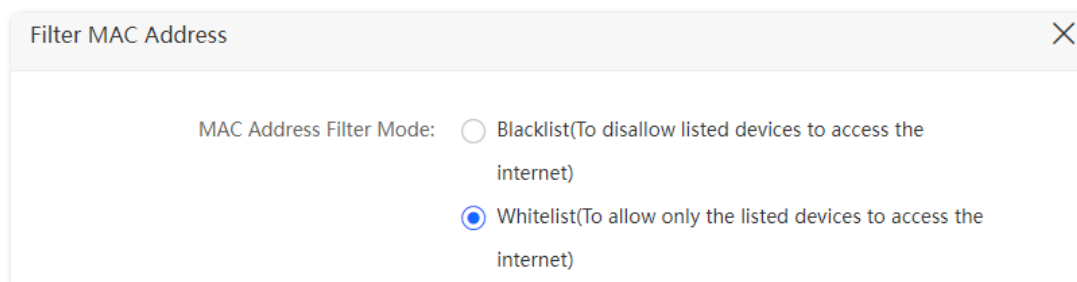 Filter MAC Address
MAC Address Filter Mode: Blacklist(To disallow listed devices to access the
internet)
Whitelist(To allow only the listed devices to access the
internet)